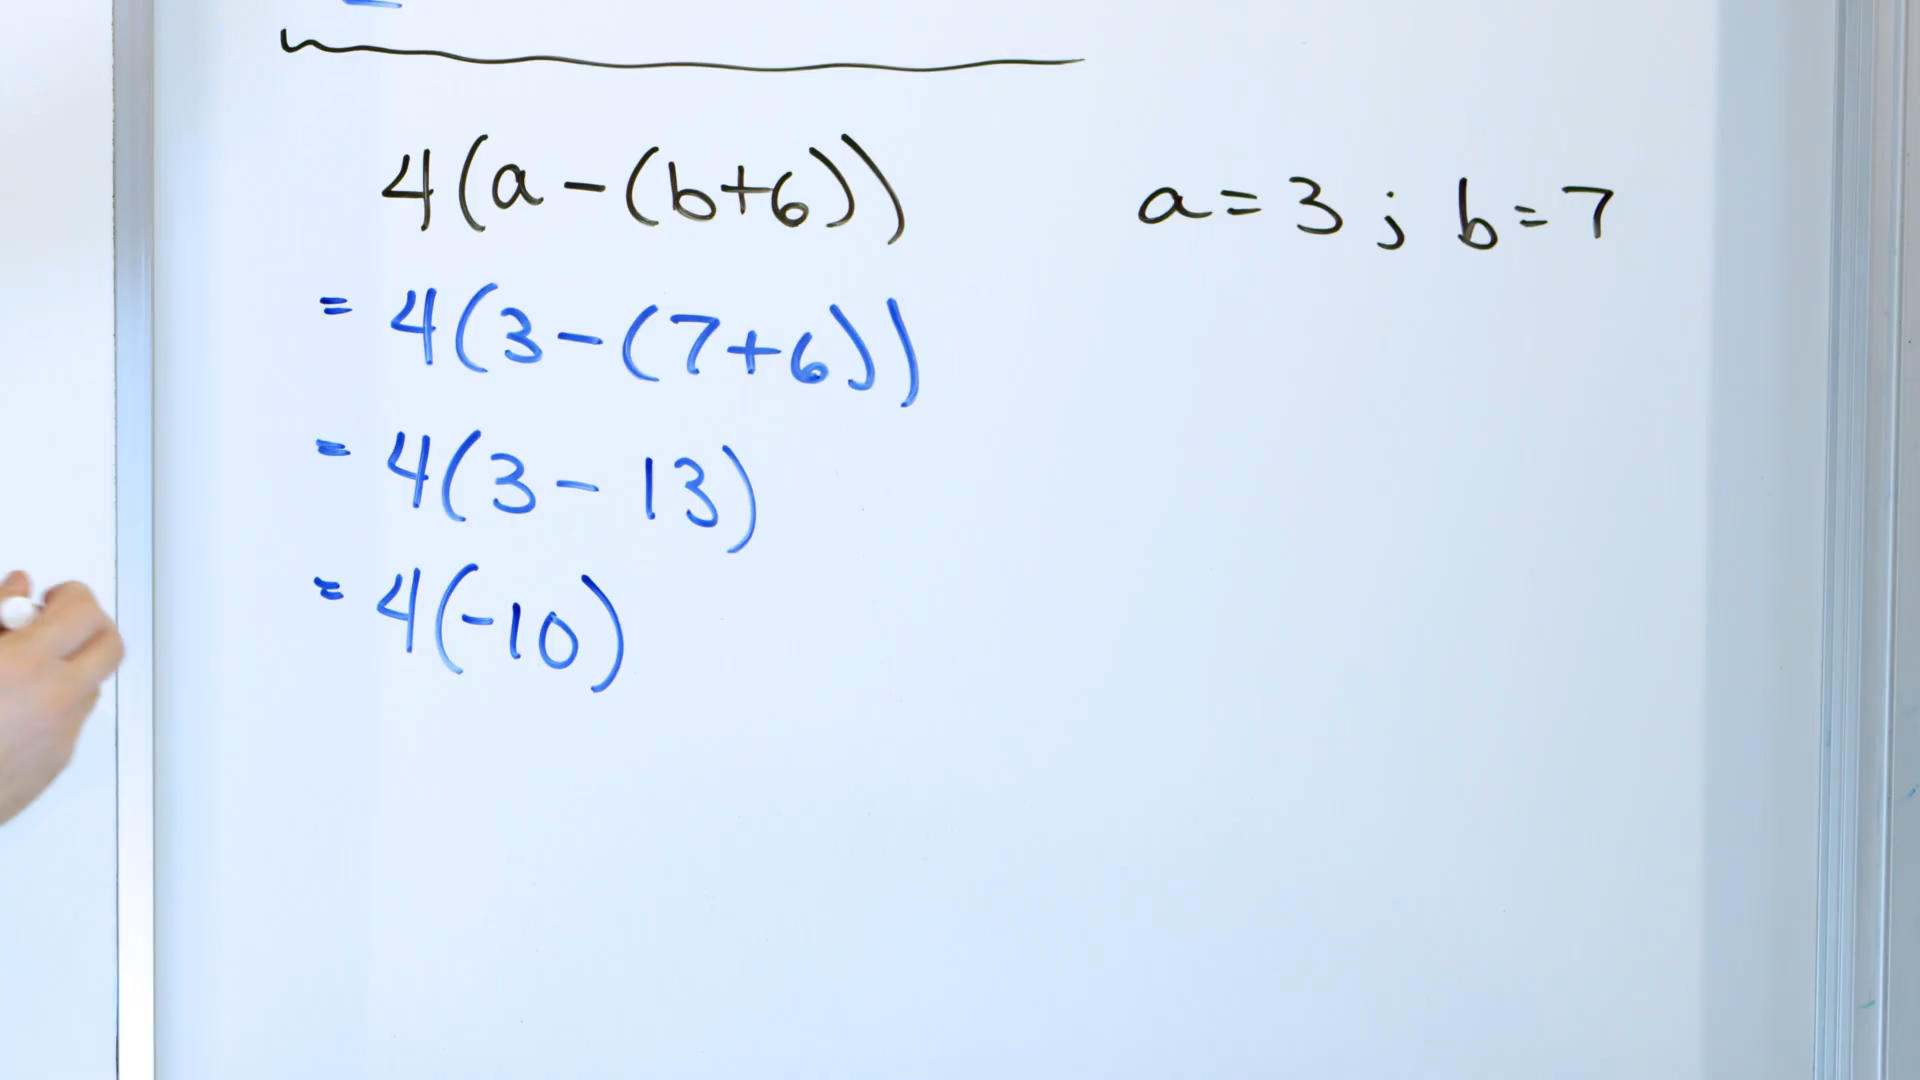 4(a-(b+6)) a=3; b=7
= 4(3-(7+6))
= 4(3-13)
= 4(-10)